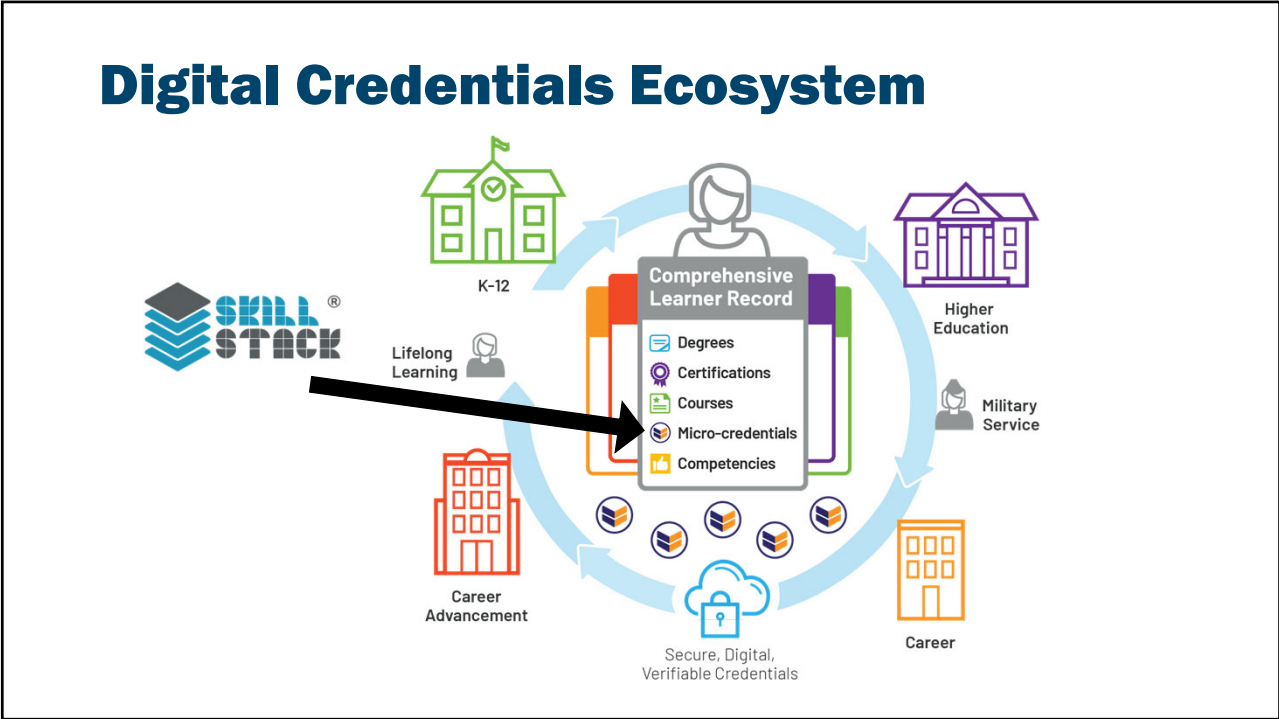 Digital Credentials Ecosystem
K-12
SKILL ®
STACK
Lifelong
Learning
Comprehensive
Learner Record
Degrees
Certifications
Courses
Micro-credentials
Competencies
Higher
Education
Military
Service
Career
Advancement
Career
Secure, Digital,
Verifiable Credentials